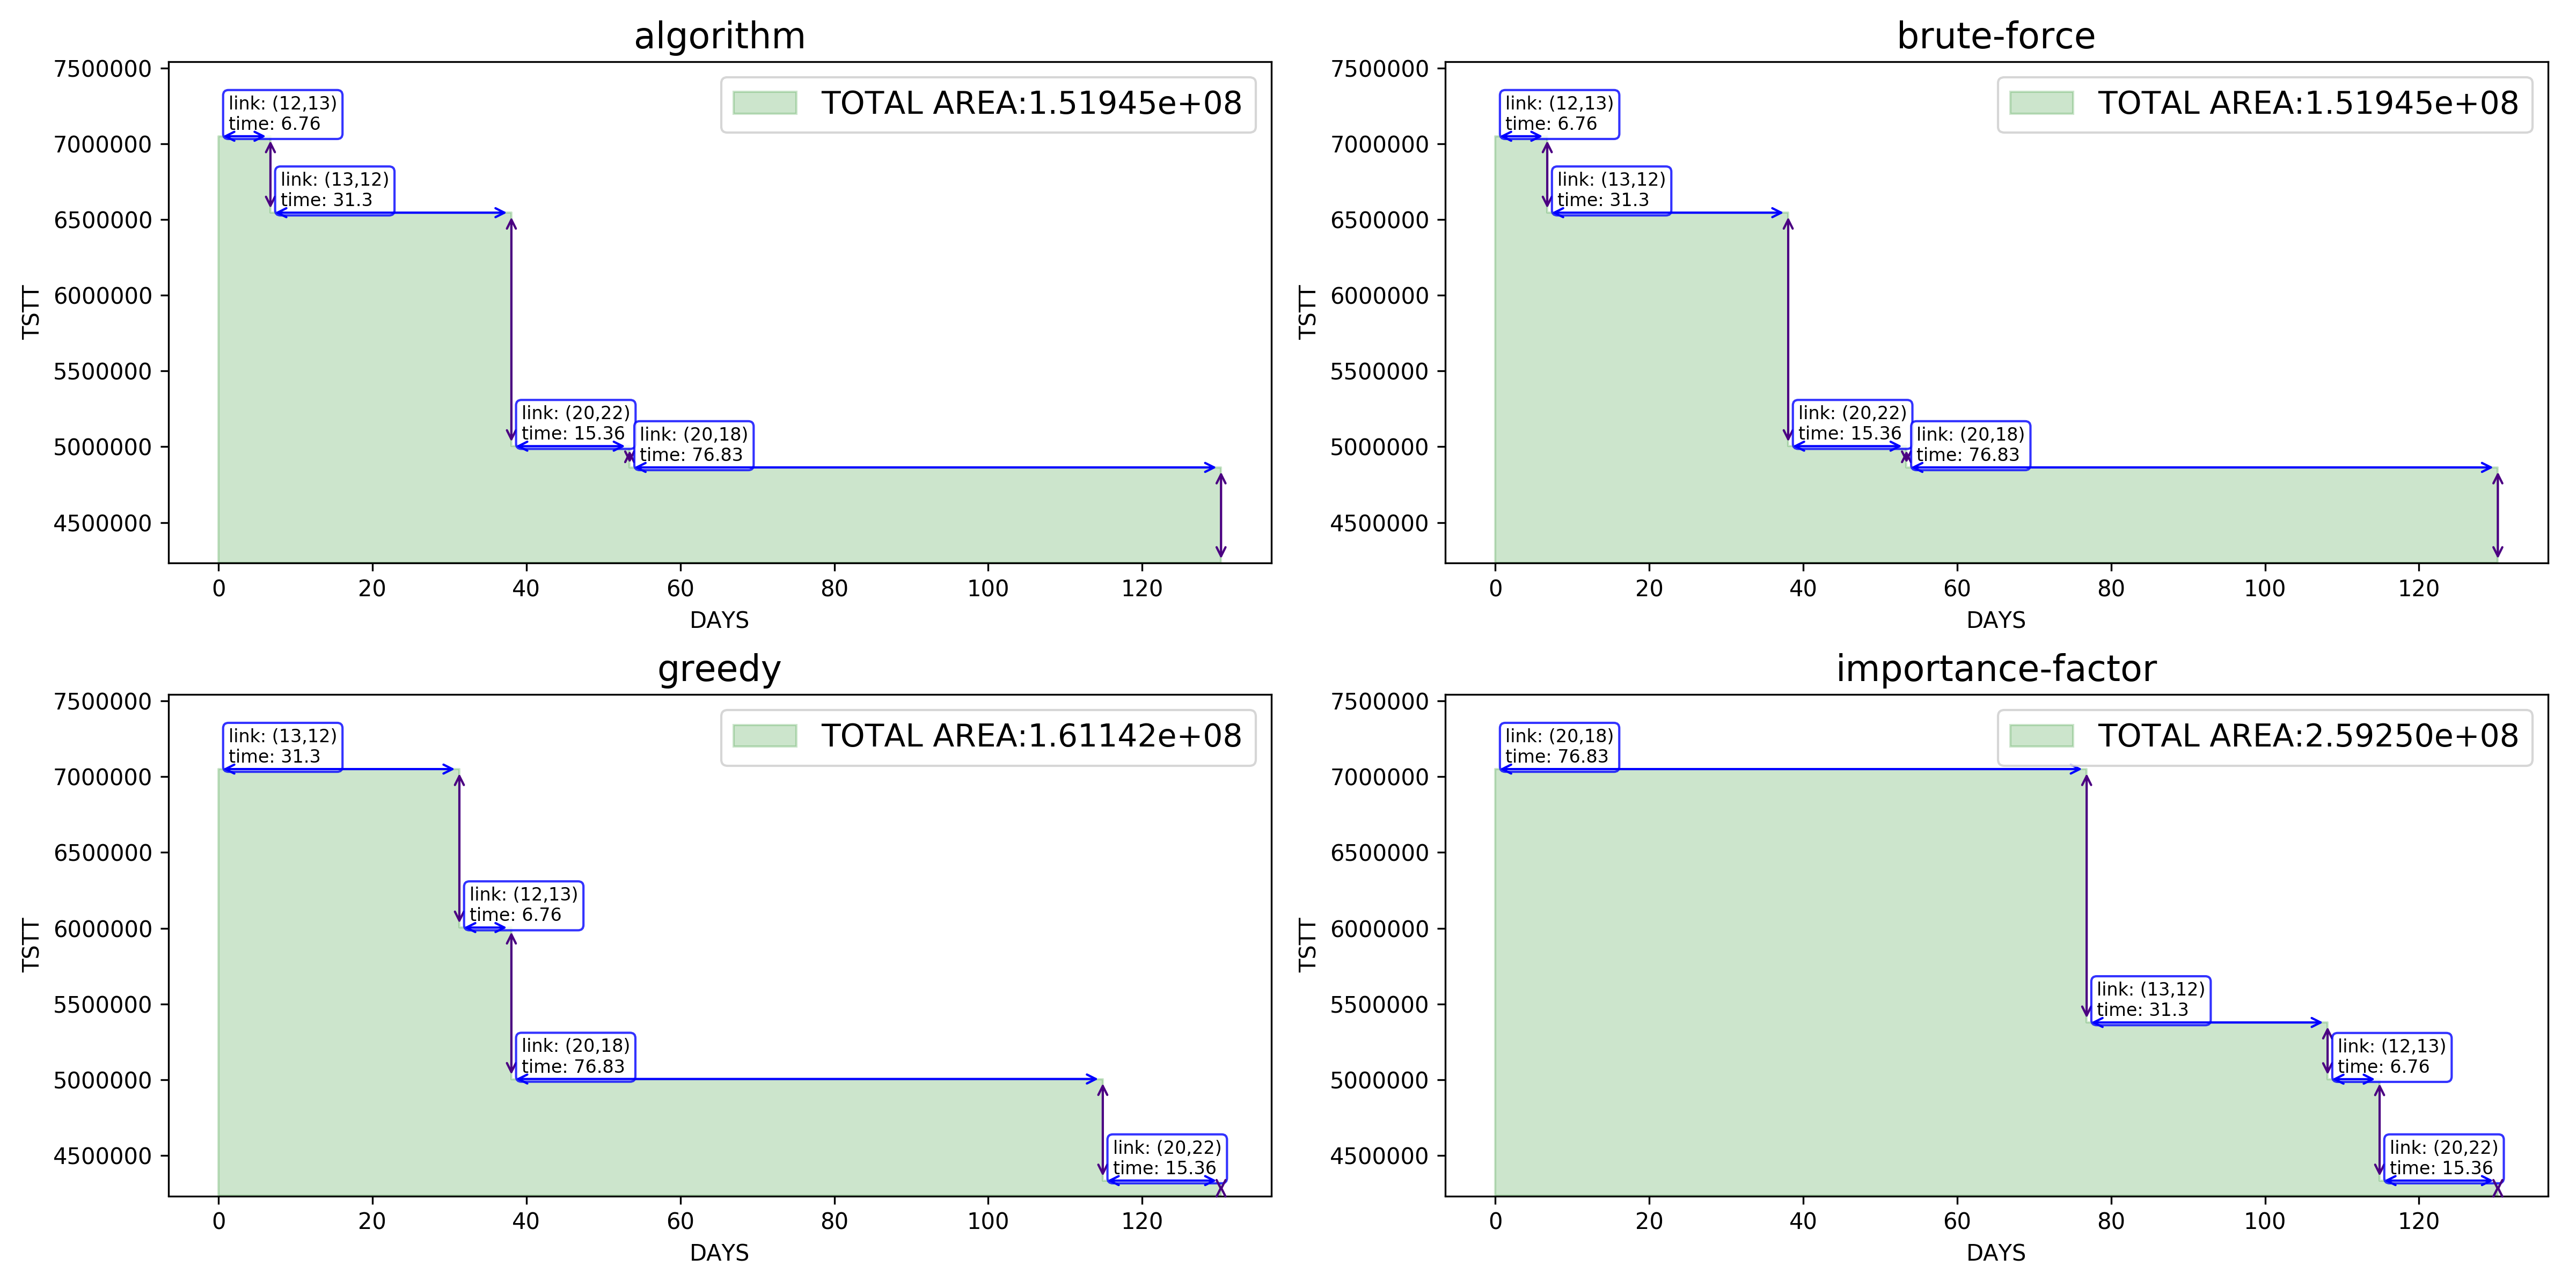 algorithm
TOTAL AREA:1.51945e+08
link: (12,13)
time: 6.76
link: (13,12)
time: 31.3
link: (20,22)
time: 15.36
link: (20,18)
time: 76.83
TSTT
7500000
7000000
6500000
6000000
5500000
5000000
4500000
0 20 40 60 80 100 120
DAYS
brute-force
TOTAL AREA:1.51945e+08
link: (12,13)
time: 6.76
link: (13,12)
time: 31.3
link: (20,22)
time: 15.36
link: (20,18)
time: 76.83
TSTT
7500000
7000000
6500000
6000000
5500000
5000000
4500000
0 20 40 60 80 100 120
DAYS
greedy
TOTAL AREA:1.61142e+08
link: (13,12)
time: 31.3
link: (12,13)
time: 6.76
link: (20,18)
time: 76.83
link: (20,22)
time: 15.36
TSTT
7500000
7000000
6500000
6000000
5500000
5000000
4500000
0 20 40 60 80 100 120
DAYS
importance-factor
TOTAL AREA:2.59250e+08
link: (20,18)
time: 76.83
link: (13,12)
time: 31.3
link: (12,13)
time: 6.76
link: (20,22)
time: 15.36
TSTT
7500000
7000000
6500000
6000000
5500000
5000000
4500000
0 20 40 60 80 100 120
DAYS